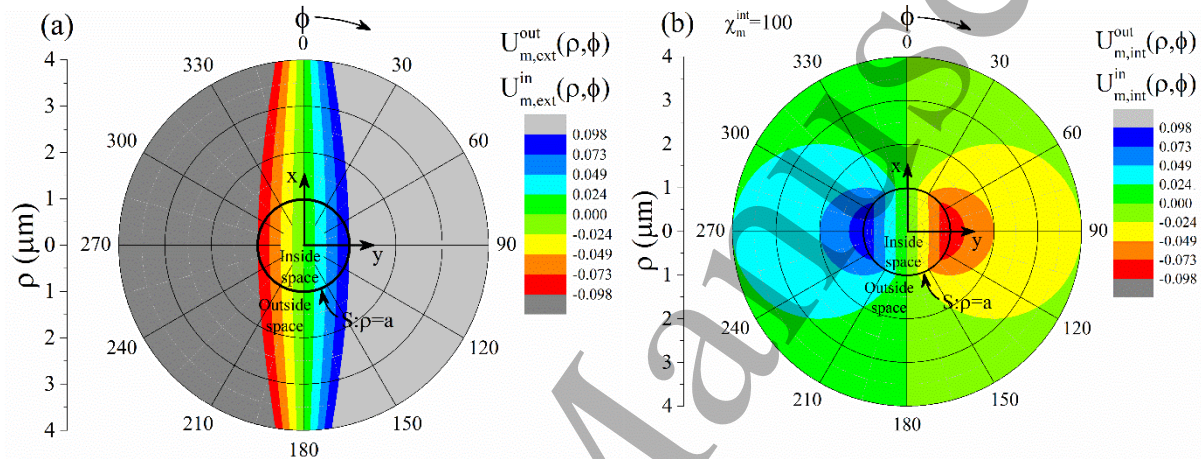 (a)
ϕ
0
30
60
90
120
150
180
210
240
270
300
330
ρ (μm)
4
3
2
1
0
1
2
3
4
x
y
Inside
space
Outside
space
S:ρ=a
U^out_m,ext(ρ,ϕ)
U^in_m,ext(ρ,ϕ)
0.098
0.073
0.049
0.024
0.000
-0.024
-0.049
-0.073
-0.098
(b)
χ_m^int=100
ϕ
0
30
60
90
120
150
180
210
240
270
300
330
ρ (μm)
4
3
2
1
0
1
2
3
4
x
y
Inside
space
Outside
space
S:ρ=a
U^out_m,int(ρ,ϕ)
U^in_m,int(ρ,ϕ)
0.098
0.073
0.049
0.024
0.000
-0.024
-0.049
-0.073
-0.098